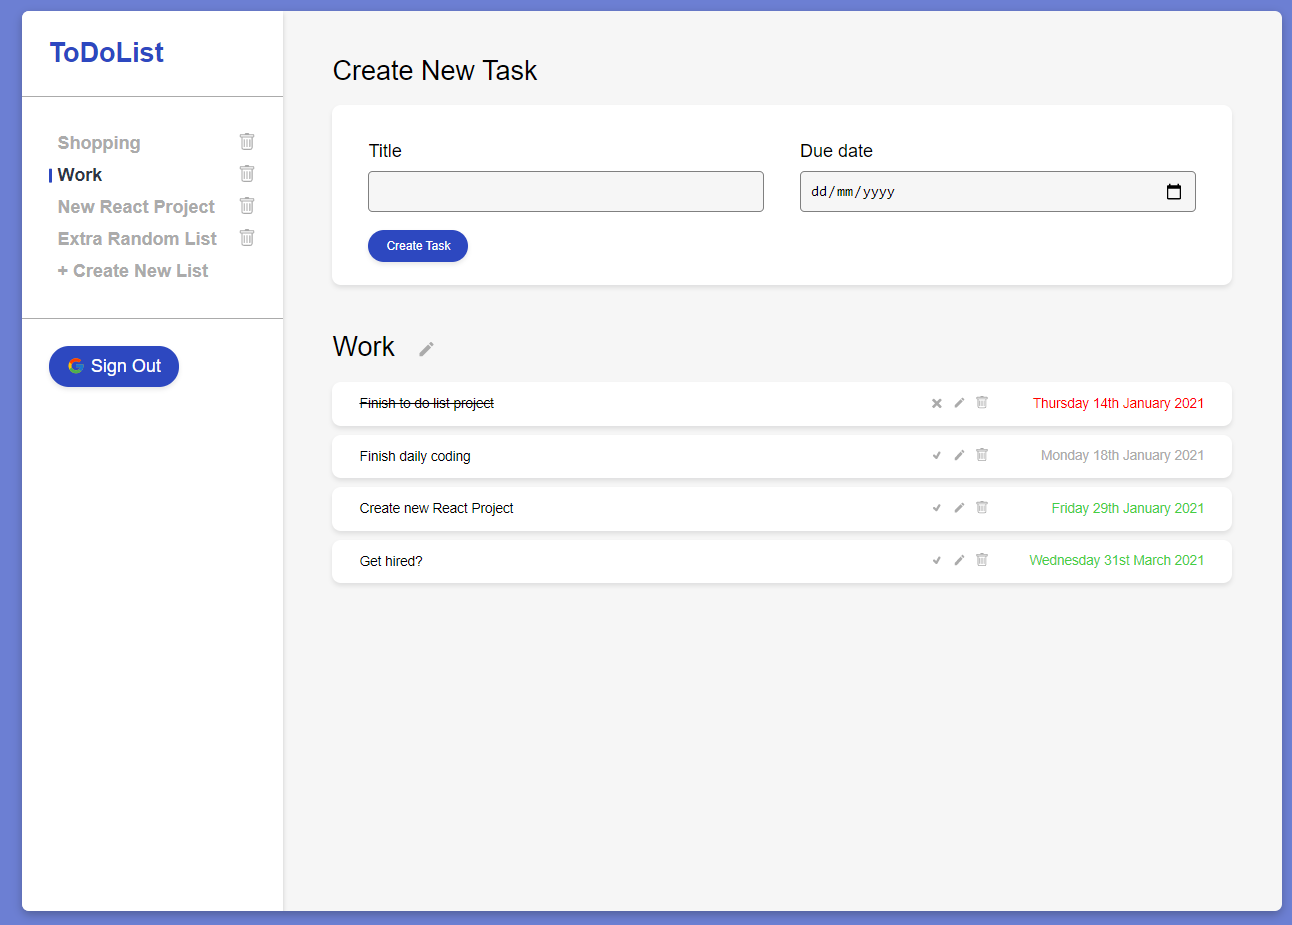 ToDoList
Shopping
Work
New React Project
Extra Random List
+ Create New List
Sign Out
Create New Task
Title
Due date
dd/mm/yyyy
Create Task
Work
Finish to do list project
Thursday 14th January 2021
Finish daily coding
Monday 18th January 2021
Create new React Project
Friday 29th January 2021
Get hired?
Wednesday 31st March 2021